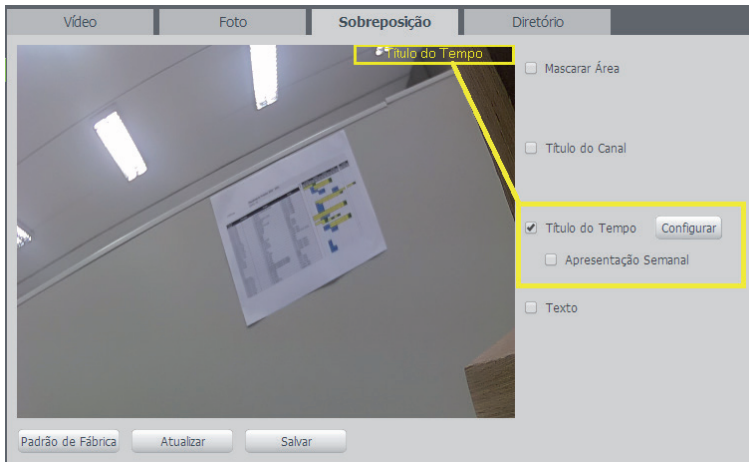 Vídeo Foto Sobreposição Diretório
Título do Tempo
Mascarar Área
Título do Canal
Título do Tempo Configurar
Apresentação Semanal
Texto
Padrão de Fábrica Atualizar Salvar